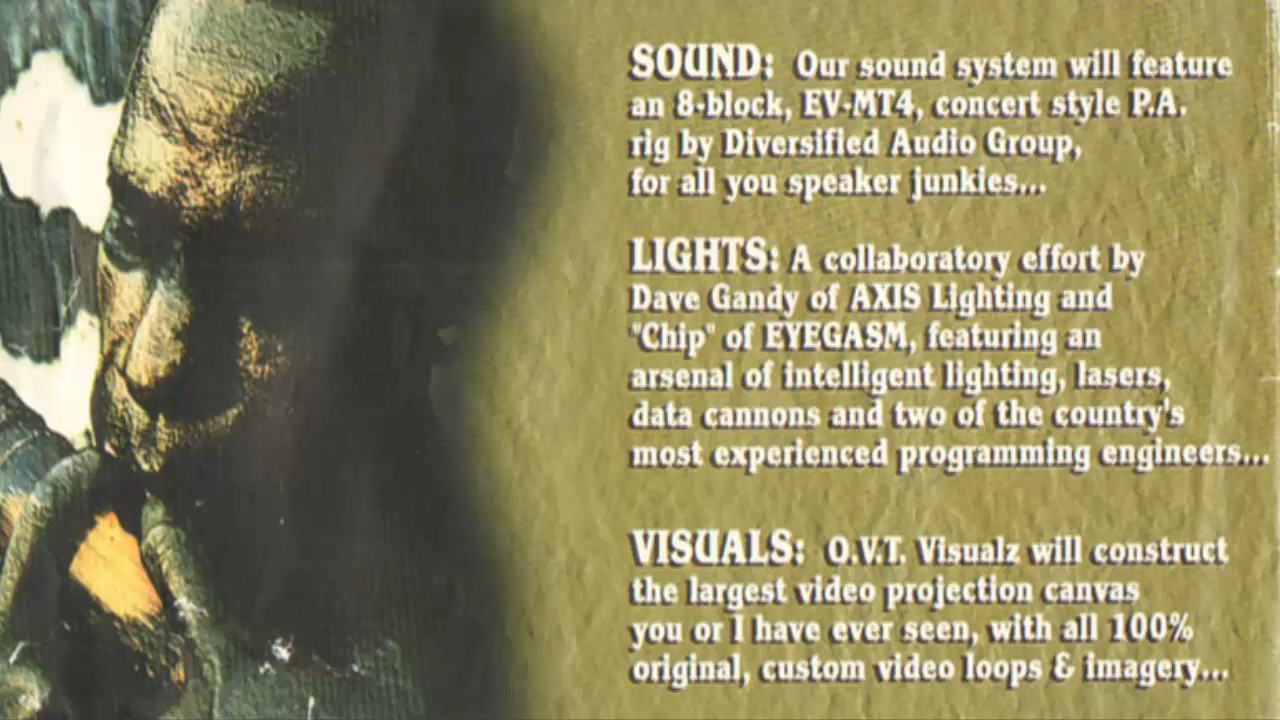 SOUND: Our sound system will feature
an 8-block, EV-MT4, concert style P.A.
rig by Diversified Audio Group,
for all you speaker junkies...
LIGHTS: A collaboratory effort by
Dave Gandy of AXIS Lighting and
"Chip" of EYEGASM, featuring an
arsenal of intelligent lighting, lasers,
data cannons and two of the country's
most experienced programming engineers...
VISUALS: O.V.T. Visualz will construct
the largest video projection canvas
you or I have ever seen, with all 100%
original, custom video loops & imagery...